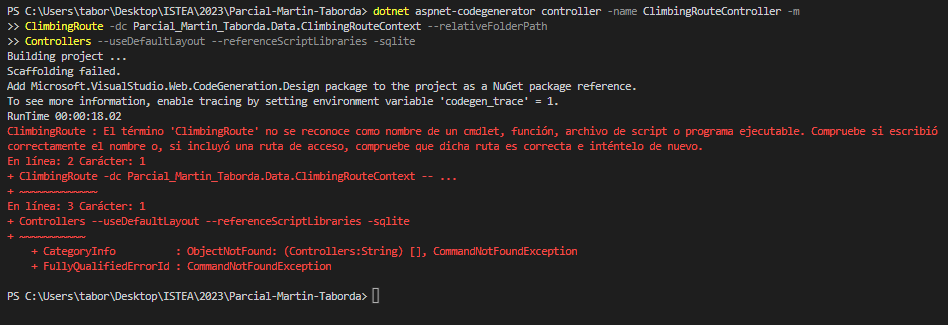 PS C:\Users\tabor\Desktop\ISTEA\2023\Parcial-Martin-Taborda> dotnet aspnet-codegenerator controller -name ClimbingRouteController -m
>> ClimbingRoute -dc Parcial_Martin_Taborda.Data.ClimbingRouteContext --relativeFolderPath
>> Controllers --useDefaultLayout --referenceScriptLibraries -sqlite
Building project ...
Scaffolding failed.
Add Microsoft.VisualStudio.Web.CodeGeneration.Design package to the project as a NuGet package reference.
To see more information, enable tracing by setting environment variable 'codegen_trace' = 1.
RunTime 00:00:18.02
ClimbingRoute : El término 'ClimbingRoute' no se reconoce como nombre de un cmdlet, función, archivo de script o programa ejecutable. Compruebe si escribió
correctamente el nombre o, si incluyó una ruta de acceso, compruebe que dicha ruta es correcta e inténtelo de nuevo.
En línea: 2 Carácter: 1
+ ClimbingRoute -dc Parcial_Martin_Taborda.Data.ClimbingRouteContext -- ...
+ ~~~~~~~~~~~~~
En línea: 3 Carácter: 1
+ Controllers --useDefaultLayout --referenceScriptLibraries -sqlite
+ ~~~~~~~~~~~
    + CategoryInfo          : ObjectNotFound: (Controllers:String) [], CommandNotFoundException
    + FullyQualifiedErrorId : CommandNotFoundException
PS C:\Users\tabor\Desktop\ISTEA\2023\Parcial-Martin-Taborda>